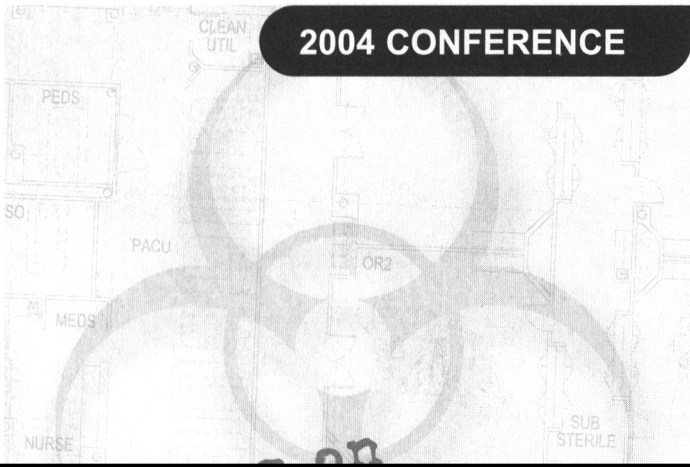 2004 CONFERENCE
CLEAN
UTIL
PEDS
SO
PACU
OR2
MEDS
SUB
STERILE
NURSE